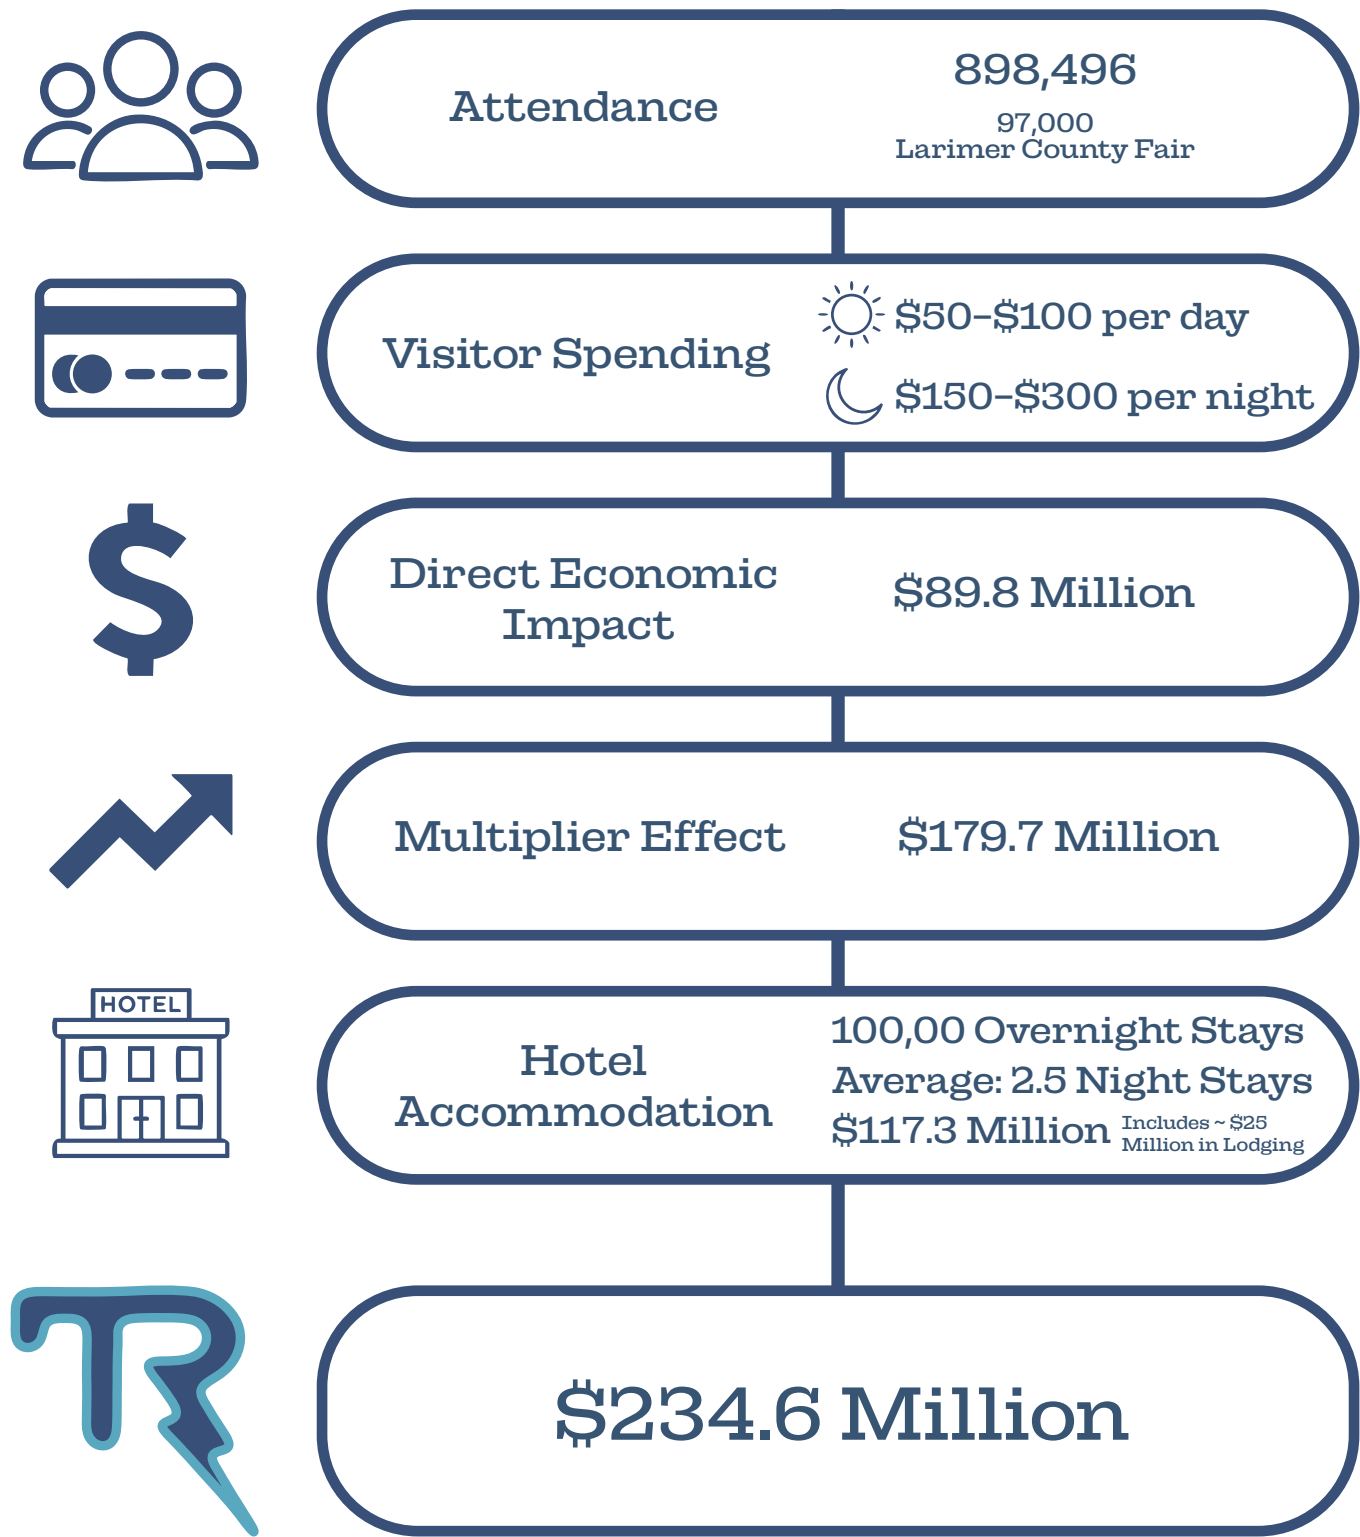 Attendance
898,496
97,000
Larimer County Fair
Visitor Spending
$50–$100 per day
$150–$300 per night
Direct Economic
Impact
$89.8 Million
Multiplier Effect
$179.7 Million
HOTEL
Hotel
Accommodation
100,00 Overnight Stays
Average: 2.5 Night Stays
$117.3 Million
Includes ~ $25
Million in Lodging
TR
$234.6 Million